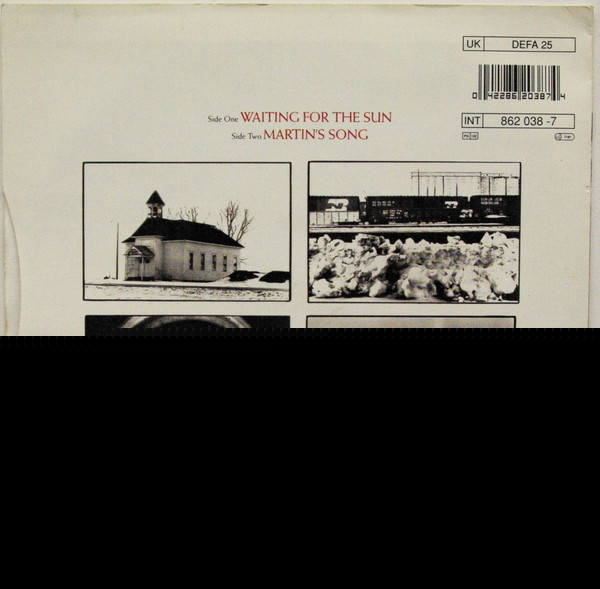 UK DEFA 25
0 42286 20387 4
INT 862 038 -7
Side One WAITING FOR THE SUN
Side Two MARTIN'S SONG